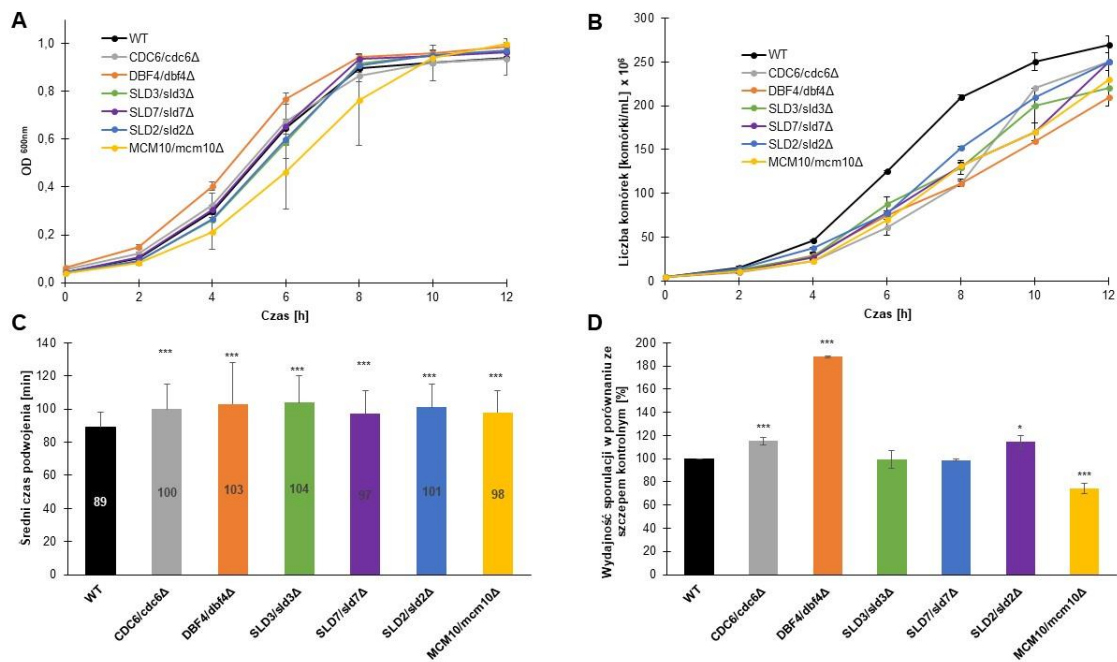 A
1,0
0,8
0,6
0,4
0,2
0,0
OD 600nm
WT
CDC6/cdc6Δ
DBF4/dbf4Δ
SLD3/sld3Δ
SLD7/sld7Δ
SLD2/sld2Δ
MCM10/mcm10Δ
0 2 4 6 8 10 12
Czas [h]
B
300
250
200
150
100
50
0
Liczba komórek [komórki/mL] x 10⁶
WT
CDC6/cdc6Δ
DBF4/dbf4Δ
SLD3/sld3Δ
SLD7/sld7Δ
SLD2/sld2Δ
MCM10/mcm10Δ
0 2 4 6 8 10 12
Czas [h]
C
140
120
100
80
60
40
20
0
Średni czas podwojenia [min]
*** *** *** *** *** ***
89 100 103 104 97 101 98
WT CDC6/cdc6Δ DBF4/dbf4Δ SLD3/sld3Δ SLD7/sld7Δ SLD2/sld2Δ MCM10/mcm10Δ
D
200
180
160
140
120
100
80
60
40
20
0
Wydajność sporulacji w porównaniu ze
szczepem kontrolnym [%]
*** *** * ***
WT CDC6/cdc6Δ DBF4/dbf4Δ SLD3/sld3Δ SLD7/sld7Δ SLD2/sld2Δ MCM10/mcm10Δ